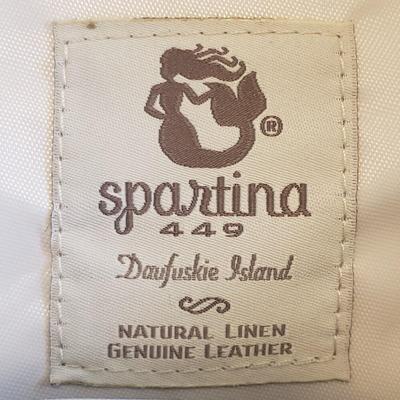 ®
spartina
449
Daufuskie Island
NATURAL LINEN
GENUINE LEATHER